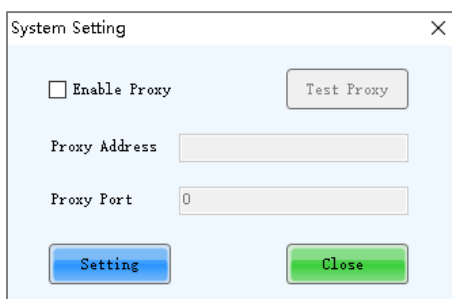 System Setting
Enable Proxy
Test Proxy
Proxy Address
Proxy Port
0
Setting
Close